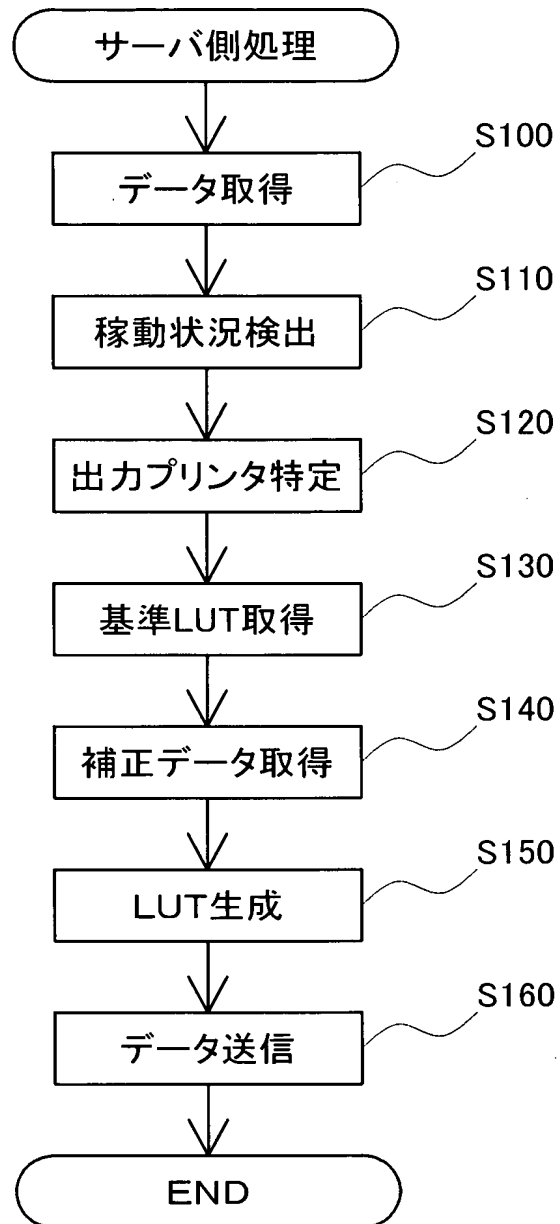 サーバ側処理
S100
データ取得
S110
稼動状況検出
S120
出力プリンタ特定
S130
基準LUT取得
S140
補正データ取得
S150
LUT生成
S160
データ送信
END